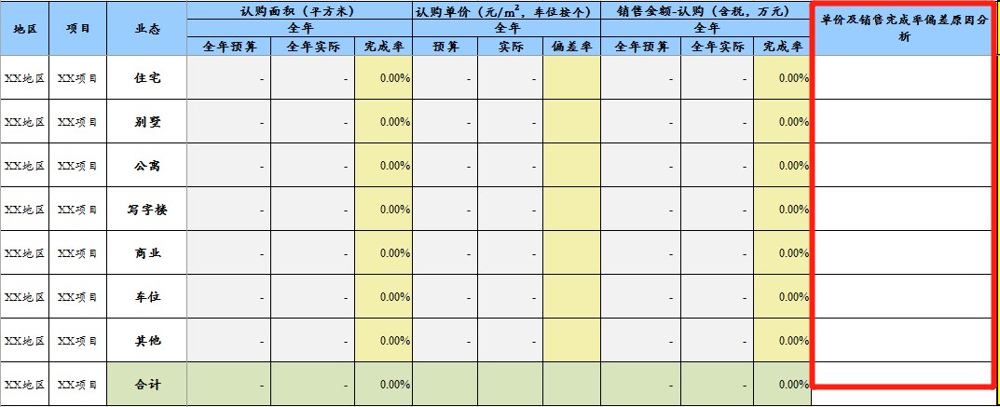 地区 项目 业态 认购面积（平方米） 认购单价（元/m²，车位按个） 销售金额-认购（含税，万元） 单价及销售完成率偏差原因分析
全年 全年 全年
全年预算 全年实际 完成率 预算 实际 偏差率 全年预算 全年实际 完成率
XX地区 XX项目 住宅 - - 0.00% - - - - 0.00%
XX地区 XX项目 别墅 - - 0.00% - - - - 0.00%
XX地区 XX项目 公寓 - - 0.00% - - - - 0.00%
XX地区 XX项目 写字楼 - - 0.00% - - - - 0.00%
XX地区 XX项目 商业 - - 0.00% - - - - 0.00%
XX地区 XX项目 车位 - - 0.00% - - - - 0.00%
XX地区 XX项目 其他 - - 0.00% - - - - 0.00%
XX地区 XX项目 合计 - - 0.00% - - 0.00%